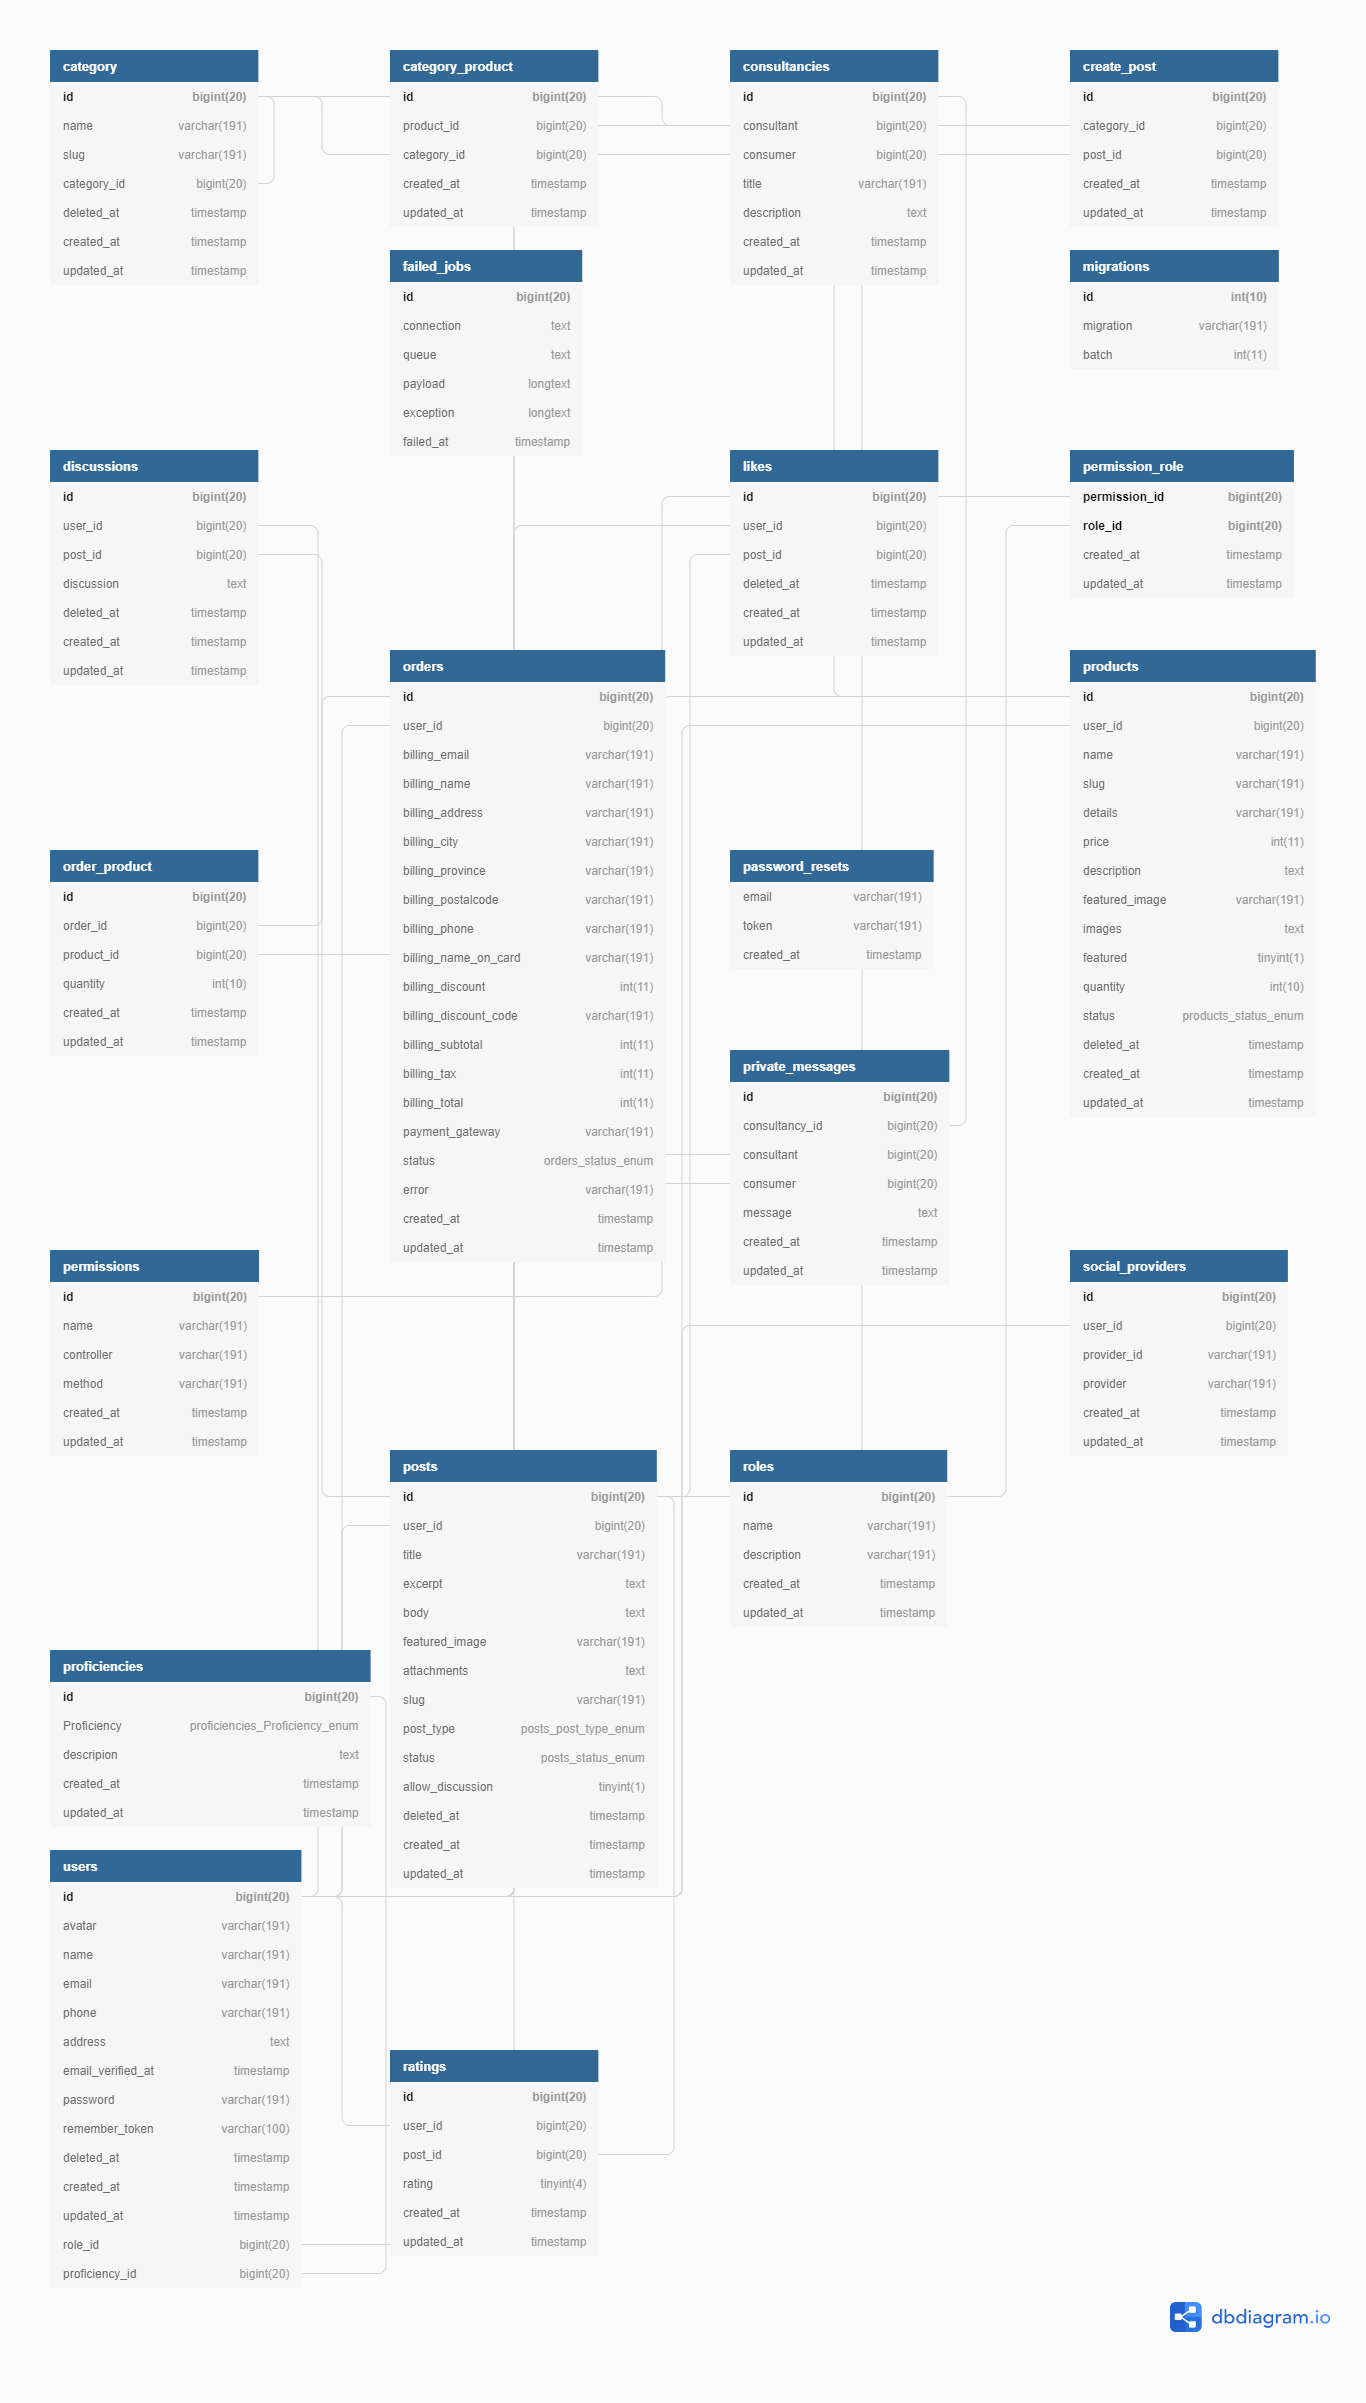 category
id bigint(20)
name varchar(191)
slug varchar(191)
category_id bigint(20)
deleted_at timestamp
created_at timestamp
updated_at timestamp
category_product
id bigint(20)
product_id bigint(20)
category_id bigint(20)
created_at timestamp
updated_at timestamp
consultancies
id bigint(20)
consultant bigint(20)
consumer bigint(20)
title varchar(191)
description text
created_at timestamp
updated_at timestamp
create_post
id bigint(20)
category_id bigint(20)
post_id bigint(20)
created_at timestamp
updated_at timestamp
failed_jobs
id bigint(20)
connection text
queue text
payload longtext
exception longtext
failed_at timestamp
migrations
id int(10)
migration varchar(191)
batch int(11)
discussions
id bigint(20)
user_id bigint(20)
post_id bigint(20)
discussion text
deleted_at timestamp
created_at timestamp
updated_at timestamp
likes
id bigint(20)
user_id bigint(20)
post_id bigint(20)
deleted_at timestamp
created_at timestamp
updated_at timestamp
permission_role
permission_id bigint(20)
role_id bigint(20)
created_at timestamp
updated_at timestamp
orders
id bigint(20)
user_id bigint(20)
billing_email varchar(191)
billing_name varchar(191)
billing_address varchar(191)
billing_city varchar(191)
billing_province varchar(191)
billing_postalcode varchar(191)
billing_phone varchar(191)
billing_name_on_card varchar(191)
billing_discount int(11)
billing_discount_code varchar(191)
billing_subtotal int(11)
billing_tax int(11)
billing_total int(11)
payment_gateway varchar(191)
status orders_status_enum
error varchar(191)
created_at timestamp
updated_at timestamp
products
id bigint(20)
user_id bigint(20)
name varchar(191)
slug varchar(191)
details varchar(191)
price int(11)
description text
featured_image varchar(191)
images text
featured tinyint(1)
quantity int(10)
status products_status_enum
deleted_at timestamp
created_at timestamp
updated_at timestamp
order_product
id bigint(20)
order_id bigint(20)
product_id bigint(20)
quantity int(10)
created_at timestamp
updated_at timestamp
password_resets
email varchar(191)
token varchar(191)
created_at timestamp
private_messages
id bigint(20)
consultancy_id bigint(20)
consultant bigint(20)
consumer bigint(20)
message text
created_at timestamp
updated_at timestamp
permissions
id bigint(20)
name varchar(191)
controller varchar(191)
method varchar(191)
created_at timestamp
updated_at timestamp
social_providers
id bigint(20)
user_id bigint(20)
provider_id varchar(191)
provider varchar(191)
created_at timestamp
updated_at timestamp
posts
id bigint(20)
user_id bigint(20)
title varchar(191)
excerpt text
body text
featured_image varchar(191)
attachments text
slug varchar(191)
post_type posts_post_type_enum
status posts_status_enum
allow_discussion tinyint(1)
deleted_at timestamp
created_at timestamp
updated_at timestamp
roles
id bigint(20)
name varchar(191)
description varchar(191)
created_at timestamp
updated_at timestamp
proficiencies
id bigint(20)
Proficiency proficiencies_Proficiency_enum
descripion text
created_at timestamp
updated_at timestamp
users
id bigint(20)
avatar varchar(191)
name varchar(191)
email varchar(191)
phone varchar(191)
address text
email_verified_at timestamp
password varchar(191)
remember_token varchar(100)
deleted_at timestamp
created_at timestamp
updated_at timestamp
role_id bigint(20)
proficiency_id bigint(20)
ratings
id bigint(20)
user_id bigint(20)
post_id bigint(20)
rating tinyint(4)
created_at timestamp
updated_at timestamp
dbdiagram.io